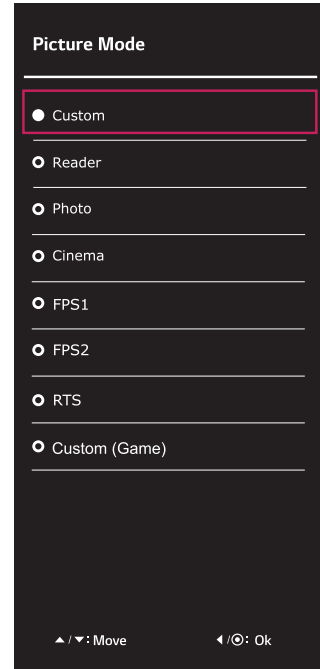 Picture Mode
Custom
Reader
Photo
Cinema
FPS1
FPS2
RTS
Custom (Game)
▲/▼: Move ◀/◉: Ok